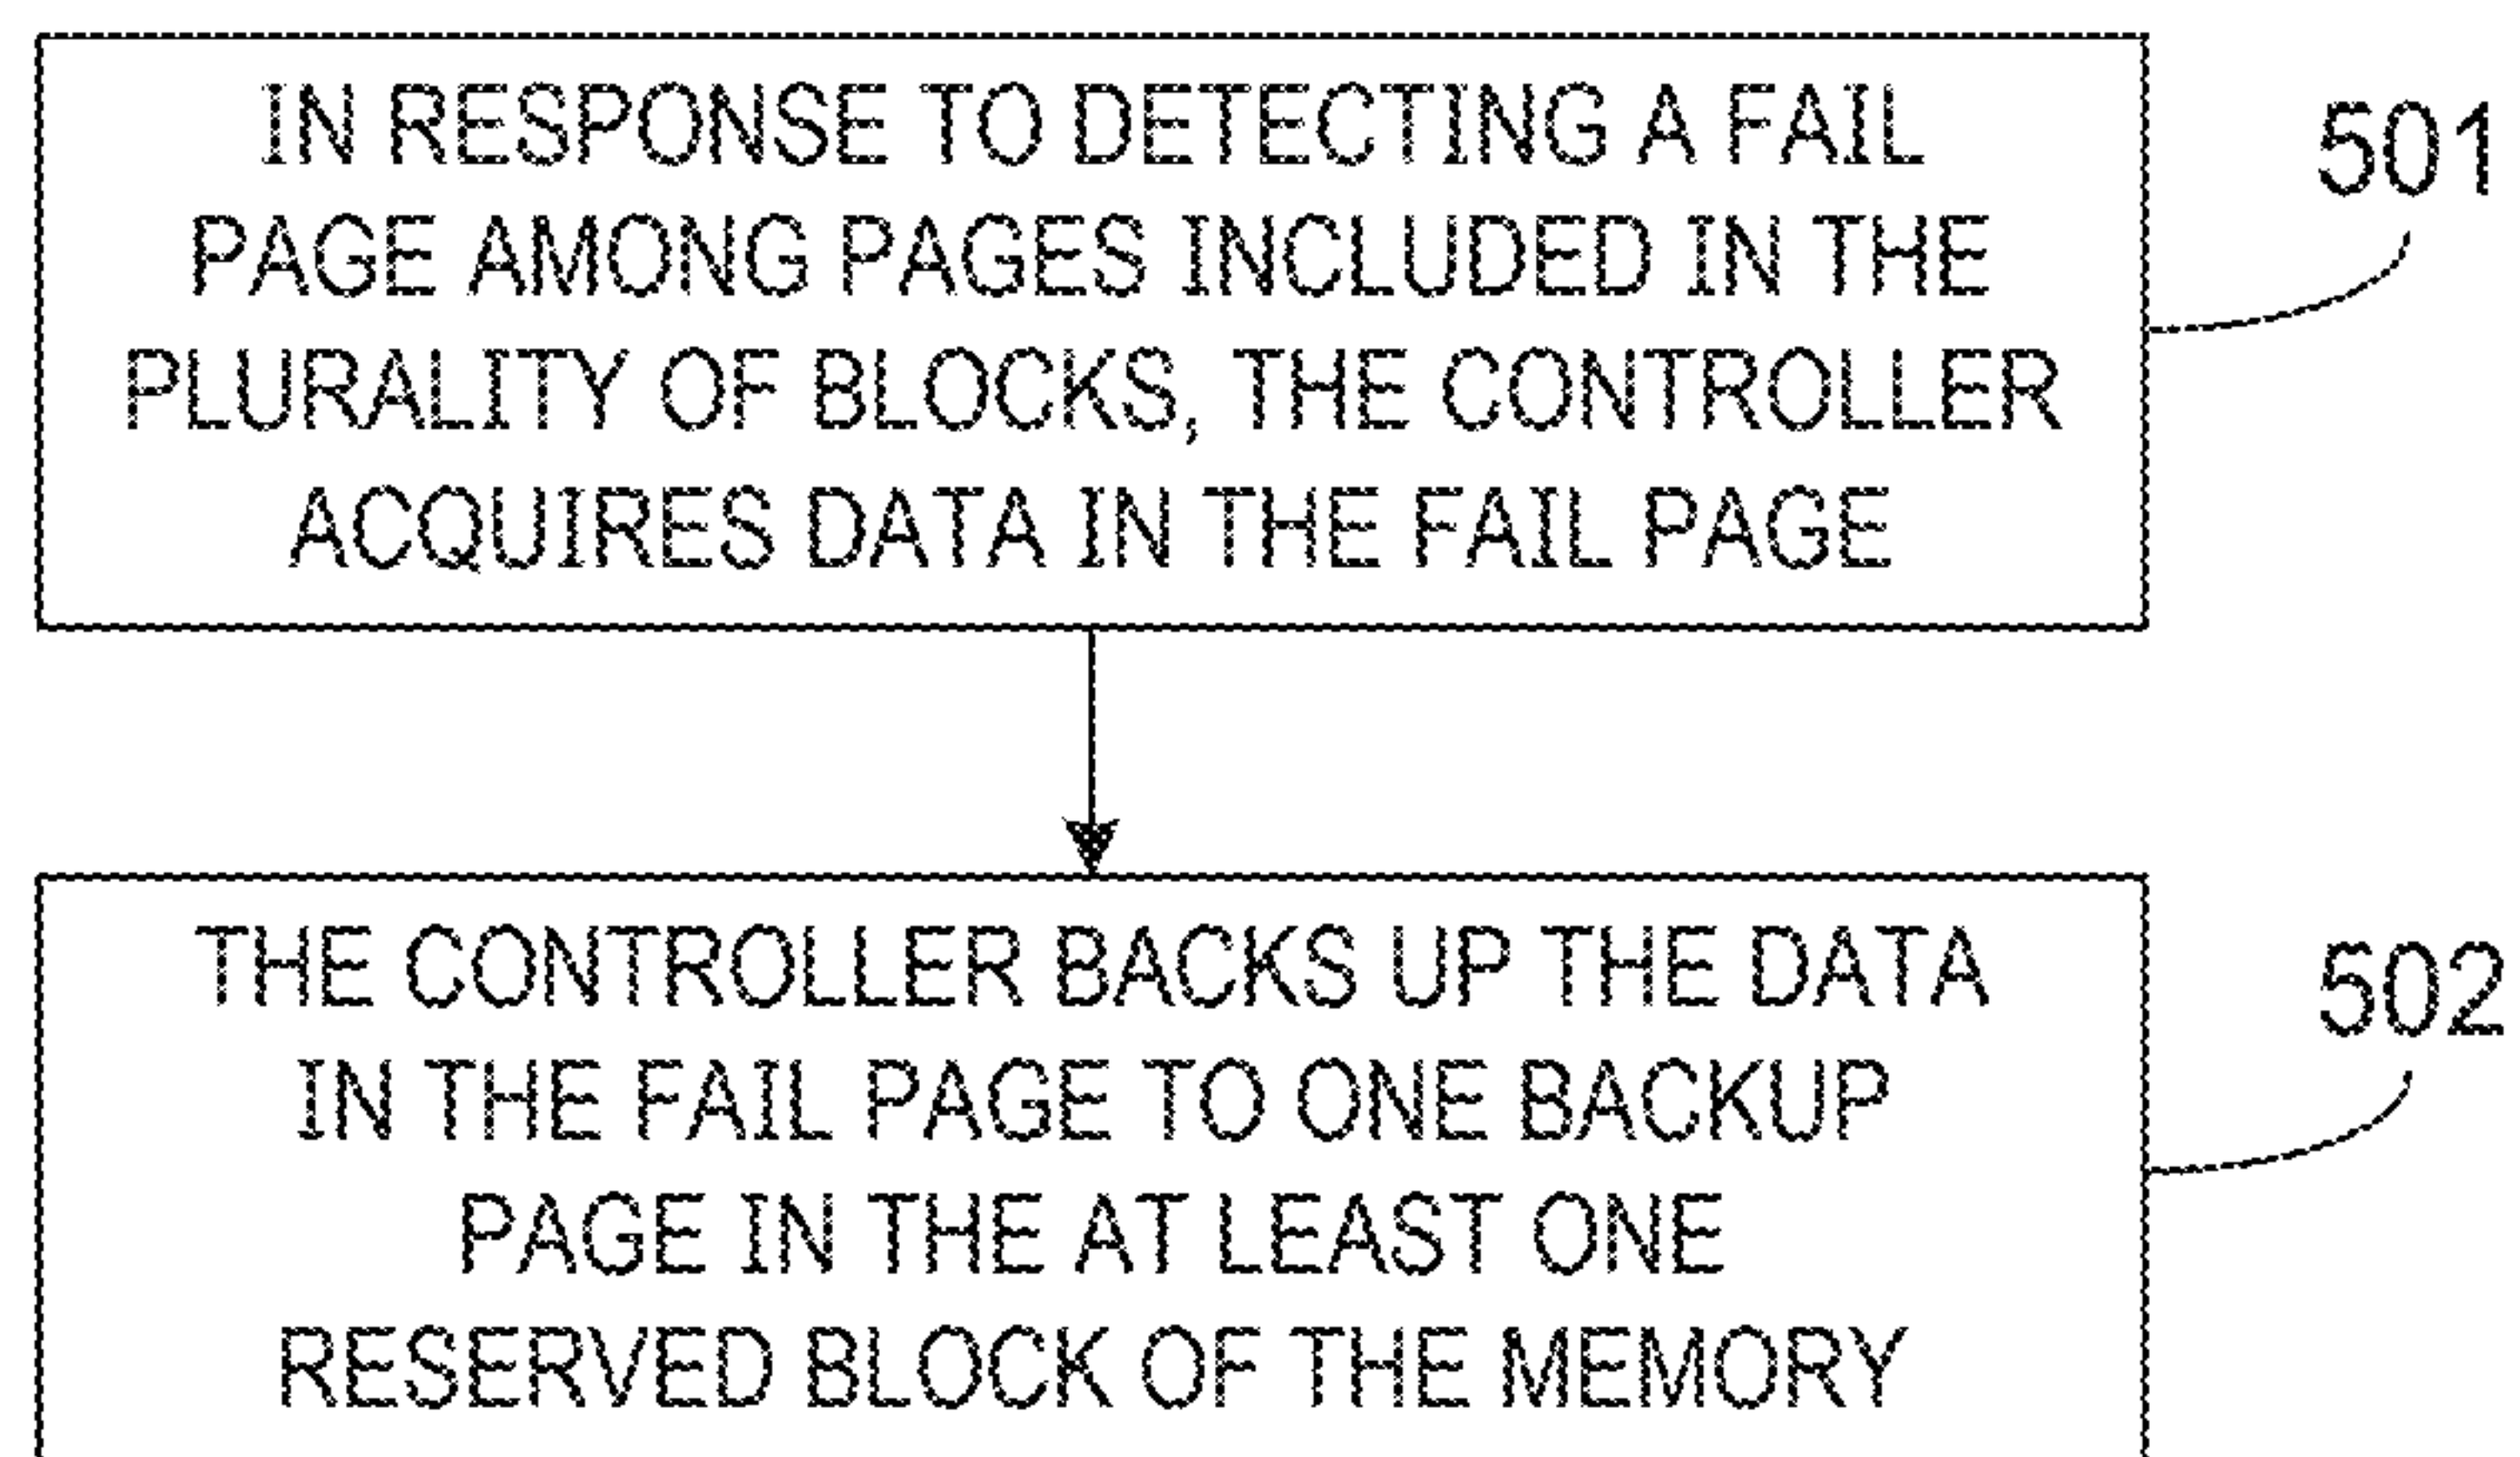 IN RESPONSE TO DETECTING A FAIL
PAGE AMONG PAGES INCLUDED IN THE
PLURALITY OF BLOCKS, THE CONTROLLER
ACQUIRES DATA IN THE FAIL PAGE
501
THE CONTROLLER BACKS UP THE DATA
IN THE FAIL PAGE TO ONE BACKUP
PAGE IN THE AT LEAST ONE
RESERVED BLOCK OF THE MEMORY
502